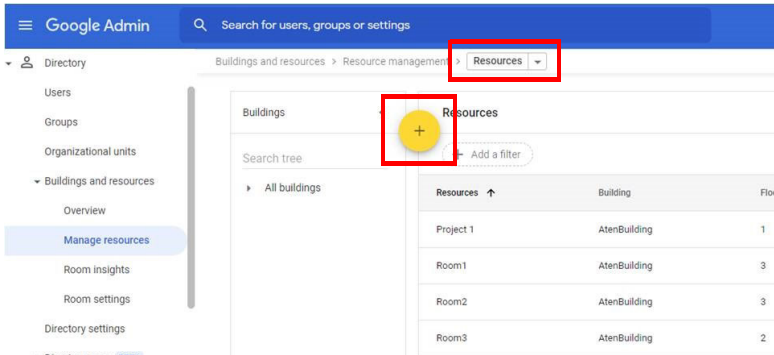 Google Admin
Search for users, groups or settings
Directory
Users
Groups
Organizational units
Buildings and resources
Overview
Manage resources
Room insights
Room settings
Directory settings
Buildings and resources > Resource management > Resources
Buildings
Search tree
All buildings
+
Resources
+ Add a filter
Resources ↑ Building
Project 1 AtenBuilding 1
Room1 AtenBuilding 3
Room2 AtenBuilding 3
Room3 AtenBuilding 2